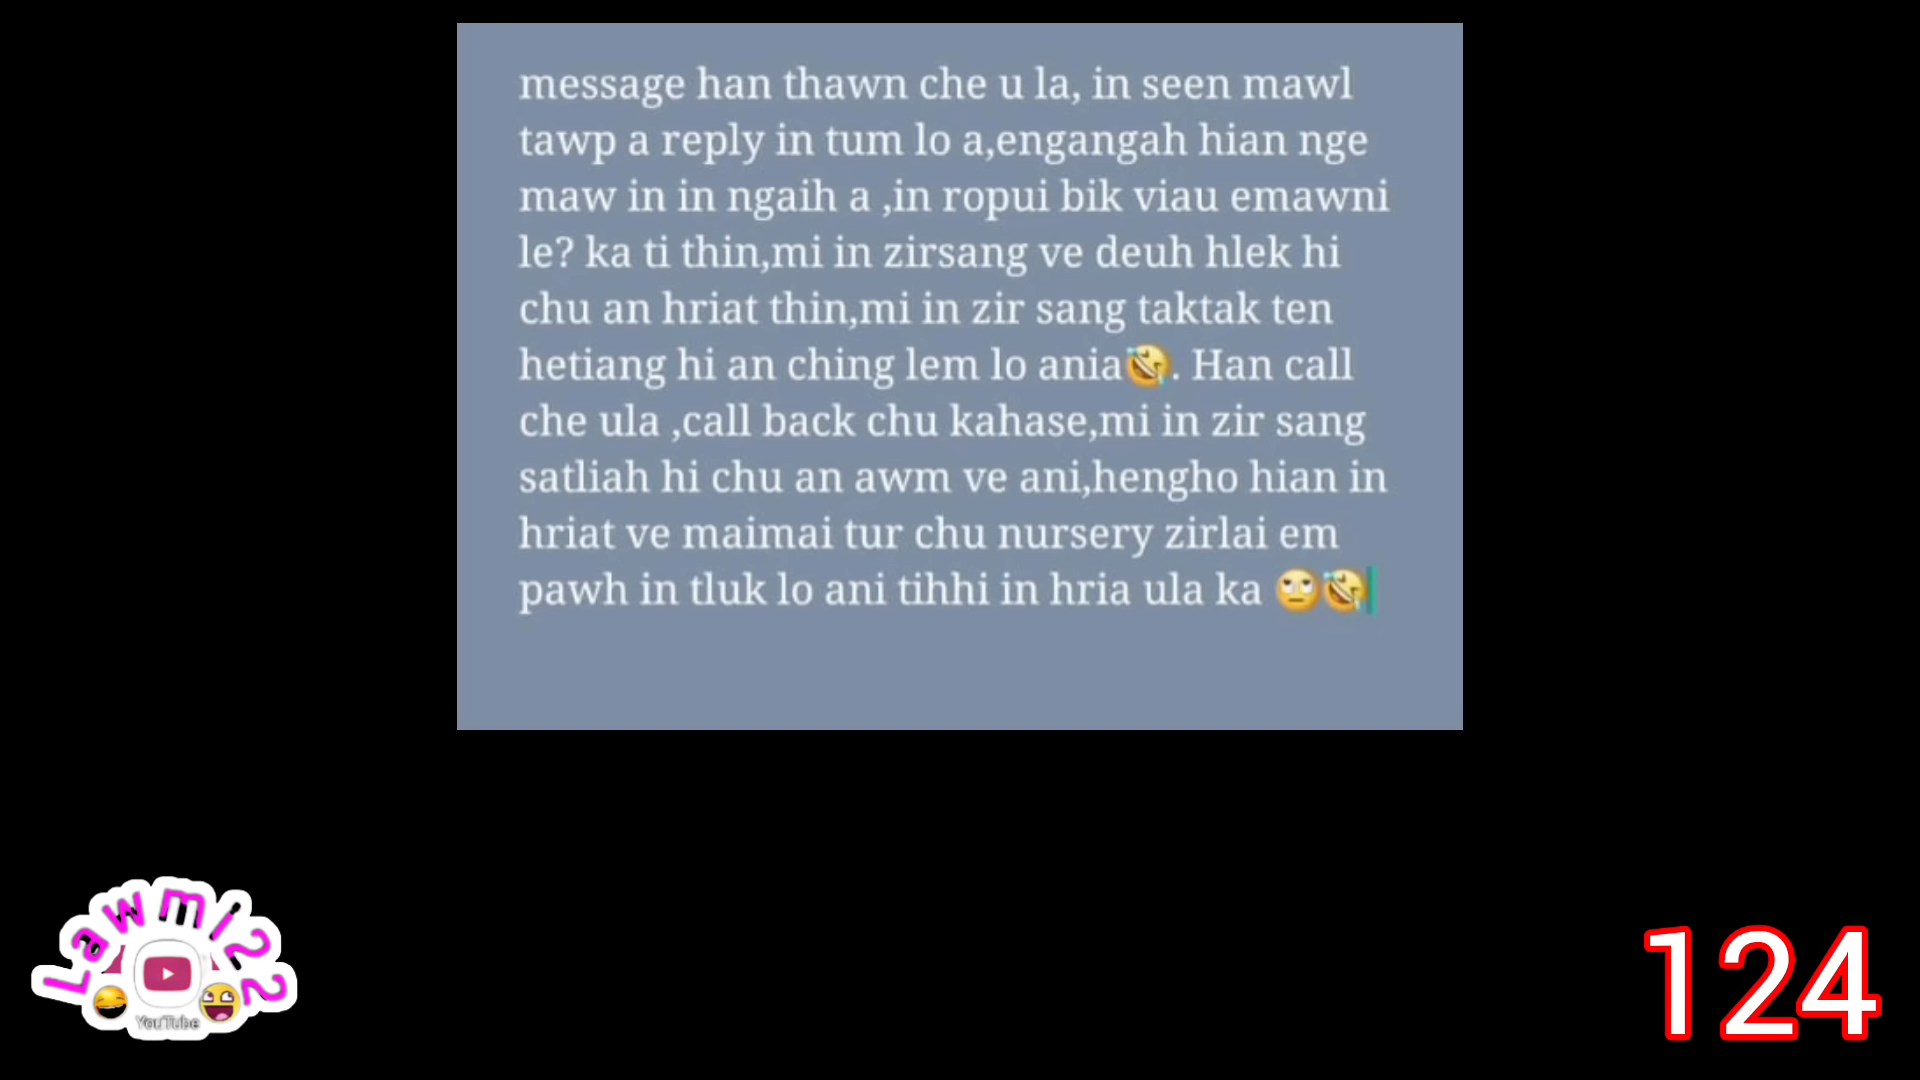 message han thawn che u la, in seen mawl
tawp a reply in tum lo a,engangah hian nge
maw in in ngaih a ,in ropui bik viau emawni
le? ka ti thin,mi in zirsang ve deuh hlek hi
chu an hriat thin,mi in zir sang taktak ten
hetiang hi an ching lem lo ania🤣. Han call
che ula ,call back chu kahase,mi in zir sang
satliah hi chu an awm ve ani,hengho hian in
hriat ve maimai tur chu nursery zirlai em
pawh in tluk lo ani tihhi in hria ula ka 🙄🤣
Lawmi22
YouTube
124